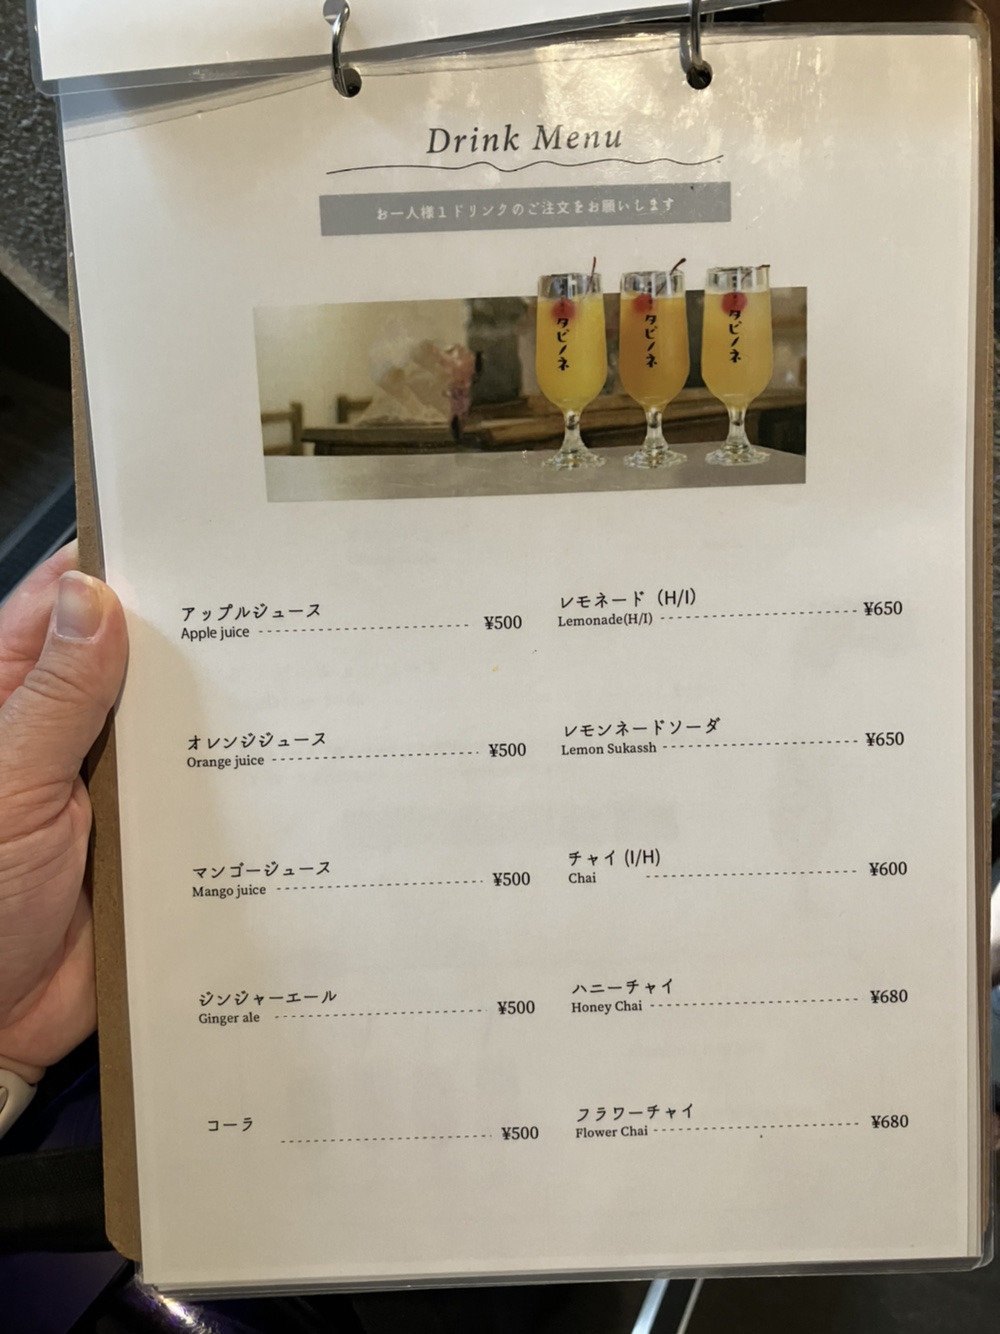 Drink Menu
お一人様1ドリンクのご注文をお願いします
タビノネ
タビノネ
タビノネ
アップルジュース
Apple juice ¥500
オレンジジュース
Orange juice ¥500
マンゴージュース
Mango juice ¥500
ジンジャーエール
Ginger ale ¥500
コーラ ¥500
レモネード（H/I）
Lemonade(H/I) ¥650
レモンネードソーダ
Lemon Sukassh ¥650
チャイ (I/H)
Chai ¥600
ハニーチャイ
Honey Chai ¥680
フラワーチャイ
Flower Chai ¥680